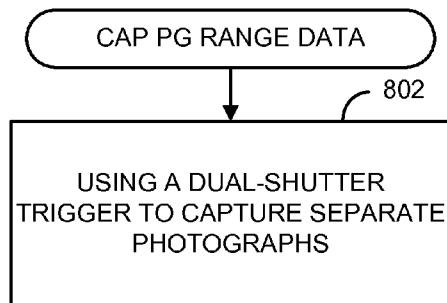 CAP PG RANGE DATA
802
USING A DUAL-SHUTTER
TRIGGER TO CAPTURE SEPARATE
PHOTOGRAPHS